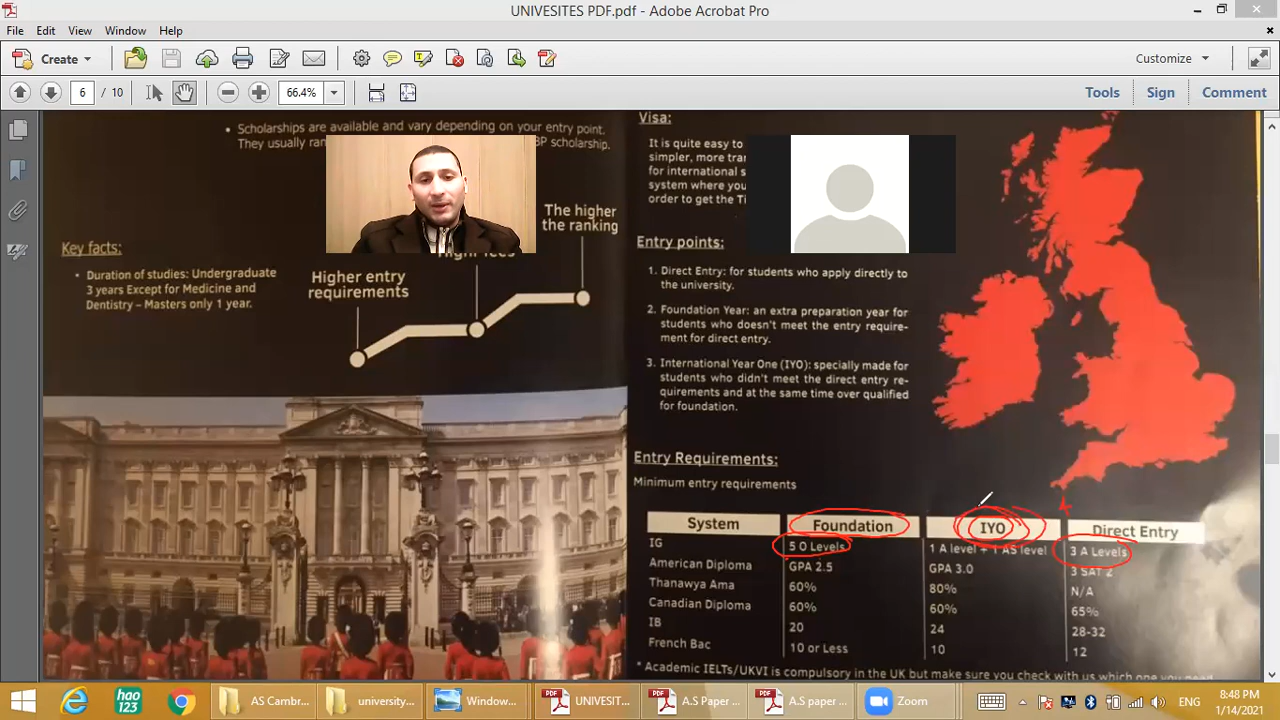 UNIVESITES PDF.pdf - Adobe Acrobat Pro
File Edit View Window Help
Create
Customize
6 / 10
66.4%
Tools Sign Comment
Scholarships are available and vary depending on your entry point.
They usually ran
BP scholarship.
The higher
the ranking
Key facts:
Duration of studies: Undergraduate
3 years Except for Medicine and
Dentistry – Masters only 1 year.
Higher entry
requirements
Visa:
It is quite easy to
simpler, more tran
for international s
system where you
order to get the Ti
Entry points:
1. Direct Entry: for students who apply directly to
the university.
2. Foundation Year: an extra preparation year for
students who doesn't meet the entry require-
ment for direct entry.
3. International Year One (IYO): specially made for
students who didn't meet the direct entry re-
quirements and at the same time over qualified
for foundation.
Entry Requirements:
Minimum entry requirements
System Foundation IYO Direct Entry
IG 5 O Levels 1 A level + 1 AS level 3 A Levels
American Diploma GPA 2.5 GPA 3.0 3 SAT 2
Thanawya Ama 60% 80% N/A
Canadian Diploma 60% 60% 65%
IB 20 24 28-32
French Bac 10 or Less 10 12
* Academic IELTS/UKVI is compulsory in the UK but make sure you check with us which one you need
hao
123
AS Cambr...
university...
Window...
UNIVESIT...
A.S Paper ...
A.S paper ...
Zoom
ENG
8:48 PM
1/14/2021